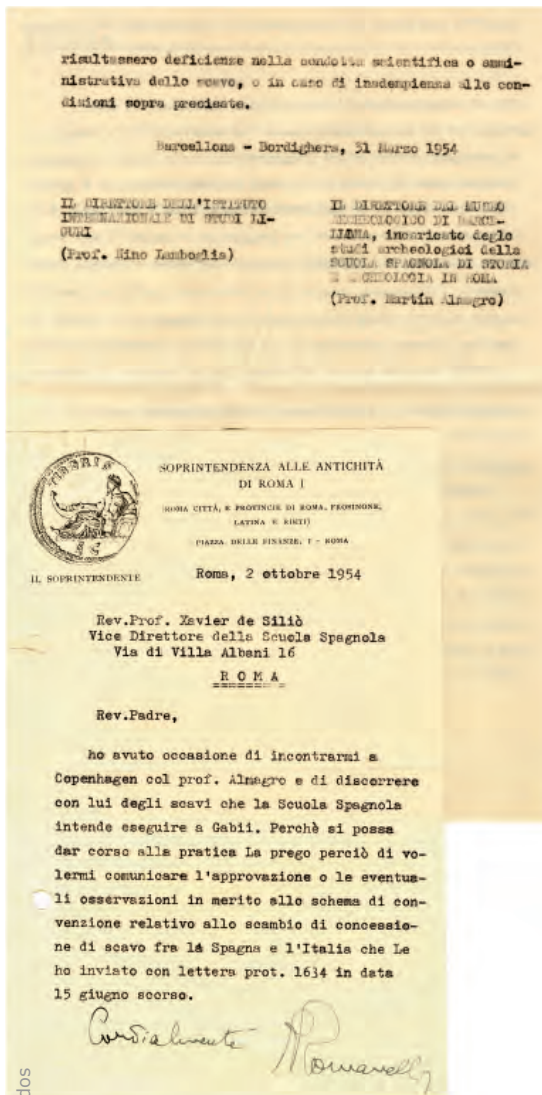 risultassero deficienze nella condotta scientifica o ammi-
nistrativa dello scavo, o in caso di inadempienza alle con-
dizioni sopra precisate.
Barcellona - Bordighera, 31 Marzo 1954
IL DIRETTORE DELL'ISTITUTO
INTERNAZIONALE DI STUDI LI-
GURI
(Prof. Nino Lamboglia)
IL DIRETTORE DEL MUSEO
ARCHEOLOGICO DI BARCE-
LLONA, incaricato degle
studi archeologici della
SCUOLA SPAGNOLA DI STORIA
E ARCHEOLOGIA IN ROMA
(Prof. Martín Almagro)
TIBERIS
SOPRINTENDENZA ALLE ANTICHITÀ
DI ROMA I
(ROMA CITTÀ, E PROVINCIE DI ROMA, FROSINONE,
LATINA E RIETI)
PIAZZA DELLE FINANZE, 1 - ROMA
IL SOPRINTENDENTE
Roma, 2 ottobre 1954
Rev.Prof. Xavier de Siliò
Vice Direttore della Scuola Spagnola
Via di Villa Albani 16
R O M A
Rev.Padre,
ho avuto occasione di incontrarmi a
Copenhagen col prof. Almagro e di discorrere
con lui degli scavi che la Scuola Spagnola
intende eseguire a Gabii. Perchè si possa
dar corso alla pratica La prego perciò di vo-
lermi comunicare l'approvazione o le eventua-
li osservazioni in merito allo schema di con-
venzione relativo allo scambio di concessio-
ne di scavo fra la Spagna e l'Italia che Le
ho inviato con lettera prot. 1634 in data
15 giugno scorso.
Cordialmente
PRomanelli
dos